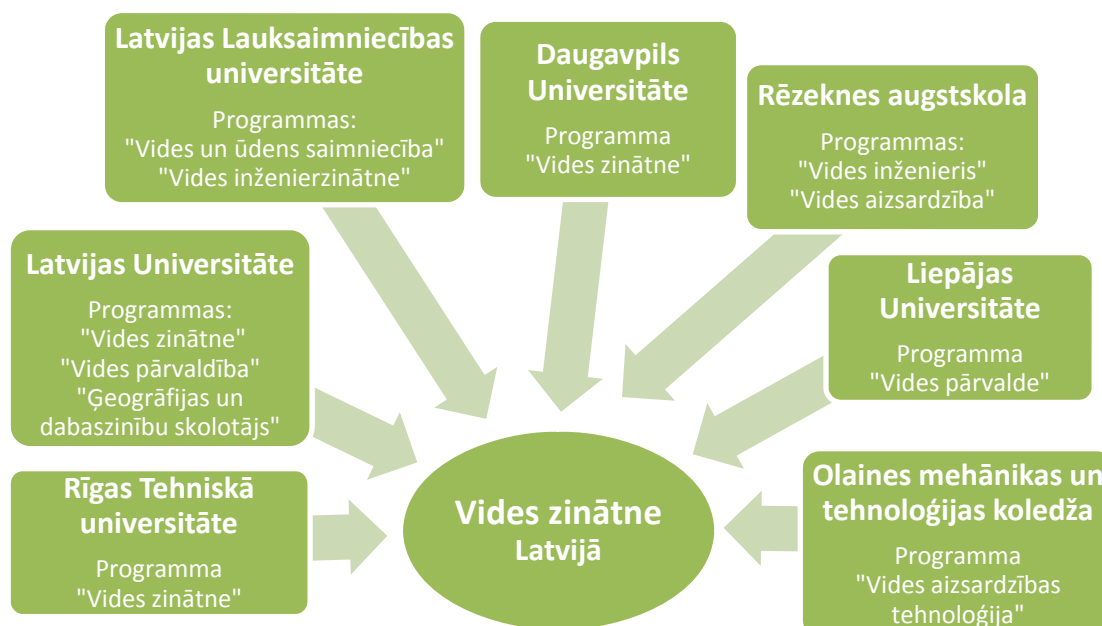 Latvijas Lauksaimniecības
universitāte
Programmas:
"Vides un ūdens saimniecība"
"Vides inženierzinātne"
Daugavpils
Universitāte
Programma
"Vides zinātne"
Rēzeknes augstskola
Programmas:
"Vides inženieris"
"Vides aizsardzība"
Latvijas Universitāte
Programmas:
"Vides zinātne"
"Vides pārvaldība"
"Ģeogrāfijas un
dabaszinību skolotājs"
Liepājas
Universitāte
Programma
"Vides pārvalde"
Rīgas Tehniskā
universitāte
Programma
"Vides zinātne"
Vides zinātne
Latvijā
Olaines mehānikas un
tehnoloģijas koledža
Programma
"Vides aizsardzības
tehnoloģija"